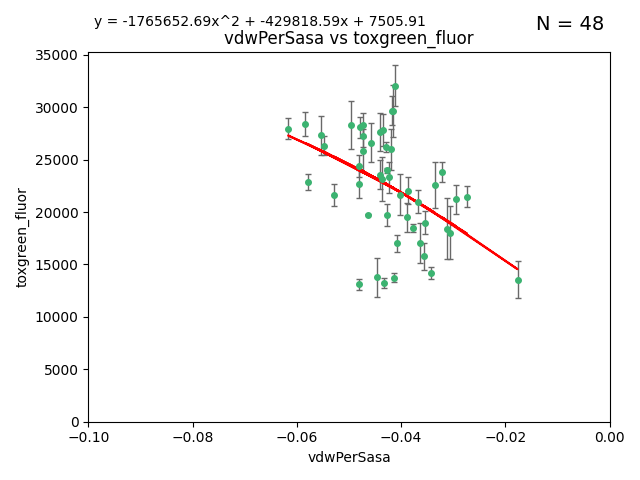 y = -1765652.69x^2 + -429818.59x + 7505.91
N = 48
vdwPerSasa vs toxgreen_fluor
35000
30000
25000
20000
15000
10000
5000
0
toxgreen_fluor
−0.10
−0.08
−0.06
−0.04
−0.02
0.00
vdwPerSasa